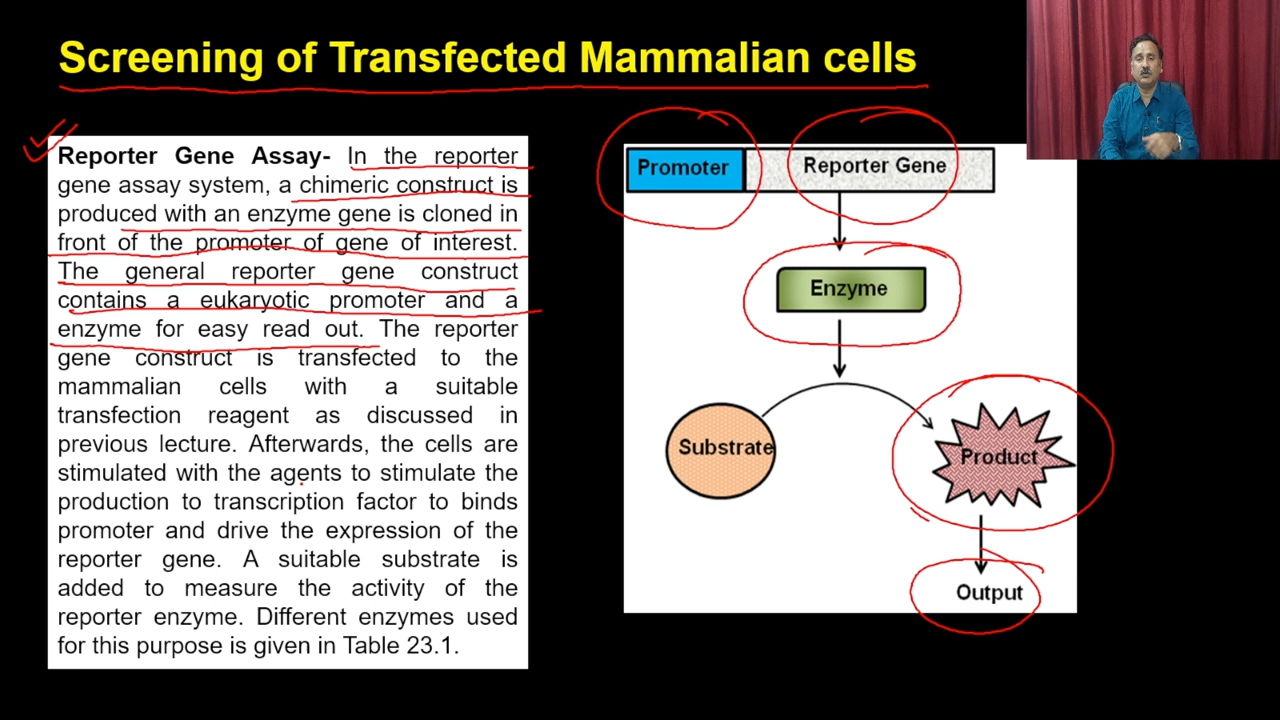 Screening of Transfected Mammalian cells
Reporter Gene Assay- In the reporter
gene assay system, a chimeric construct is
produced with an enzyme gene is cloned in
front of the promoter of gene of interest.
The general reporter gene construct
contains a eukaryotic promoter and a
enzyme for easy read out. The reporter
gene construct is transfected to the
mammalian cells with a suitable
transfection reagent as discussed in
previous lecture. Afterwards, the cells are
stimulated with the agents to stimulate the
production to transcription factor to binds
promoter and drive the expression of the
reporter gene. A suitable substrate is
added to measure the activity of the
reporter enzyme. Different enzymes used
for this purpose is given in Table 23.1.
Promoter
Reporter Gene
Enzyme
Substrate
Product
Output